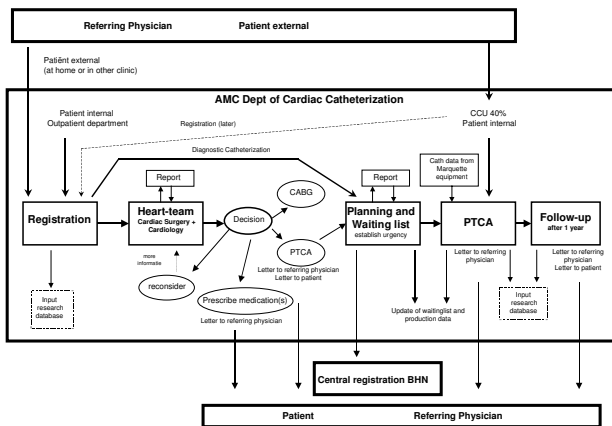 Referring Physician Patient external
Patient external
(at home or in other clinic)
AMC Dept of Cardiac Catheterization
Patient internal
Outpatient department
Registration (later)
CCU 40%
Patient internal
Diagnostic Catheterization
Report
Report
Cath data from
Marquette
equipment
CABG
Registration
Heart-team
Cardiac Surgery +
Cardiology
Decision
Planning and
Waiting list
establish urgency
PTCA
Follow-up
after 1 year
PTCA
more
informatie
Letter to referring physician
Letter to patient
Letter to referring
physician
Letter to referring
physician
Letter to patient
reconsider
Input
research
database
Prescribe medication(s)
Letter to referring physician
Input
research
database
Update of waitinglist and
production data
Central registration BHN
Patient Referring Physician